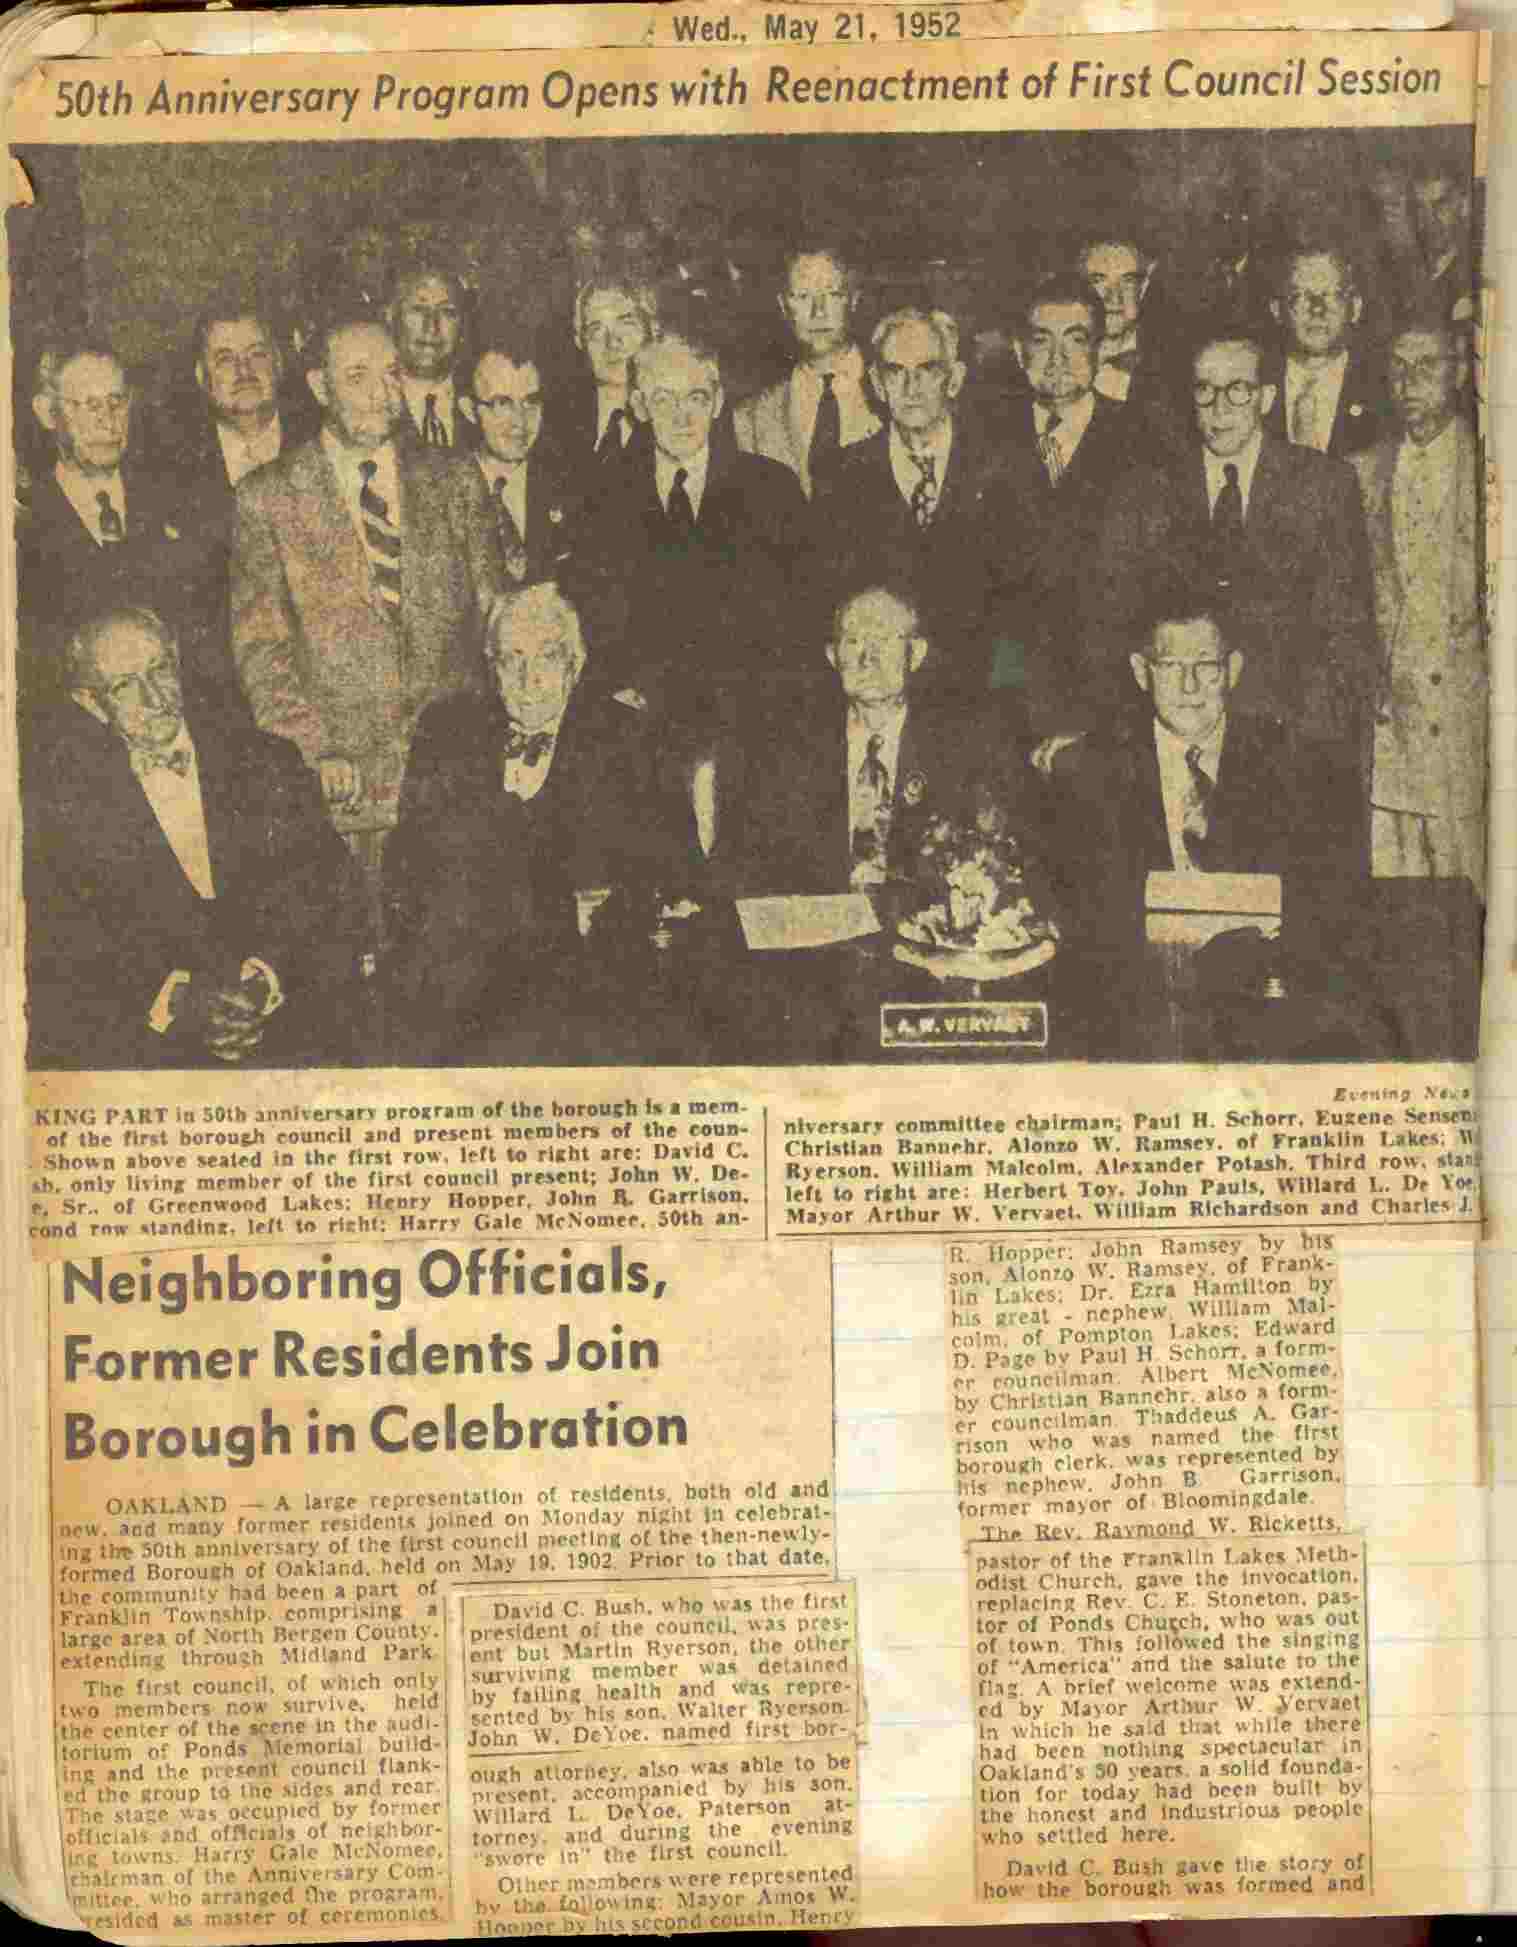 Wed., May 21, 1952
50th Anniversary Program Opens with Reenactment of First Council Session
A. W. VERVAET
Evening News
KING PART in 50th anniversary program of the borough is a mem-
of the first borough council and present members of the coun-
Shown above seated in the first row, left to right are: David C.
sh, only living member of the first council present; John W. De-
e, Sr., of Greenwood Lakes; Henry Hopper, John R. Garrison.
cond row standing, left to right: Harry Gale McNomee, 50th an-
niversary committee chairman; Paul H. Schorr, Eugene Sensen
Christian Bannehr, Alonzo W. Ramsey, of Franklin Lakes; W
Ryerson, William Malcolm, Alexander Potash. Third row, stan
left to right are: Herbert Toy, John Pauls, Willard L. De Yoe,
Mayor Arthur W. Vervaet, William Richardson and Charles J.
Neighboring Officials,
Former Residents Join
Borough in Celebration
OAKLAND — A large representation of residents, both old and
new, and many former residents joined on Monday night in celebrat-
ing the 50th anniversary of the first council meeting of the then-newly-
formed Borough of Oakland, held on May 19, 1902. Prior to that date,
the community had been a part of
Franklin Township, comprising a
large area of North Bergen County,
extending through Midland Park.
The first council, of which only
two members now survive, held
the center of the scene in the audi-
torium of Ponds Memorial build-
ing and the present council flank-
ed the group to the sides and rear.
The stage was occupied by former
officials and officials of neighbor-
ing towns. Harry Gale McNomee,
chairman of the Anniversary Com-
mittee, who arranged the program,
resided as master of ceremonies.
David C. Bush, who was the first
president of the council, was pres-
ent but Martin Ryerson, the other
surviving member was detained
by failing health and was repre-
sented by his son, Walter Ryerson.
John W. DeYoe, named first bor-
ough attorney, also was able to be
present, accompanied by his son,
Willard L. DeYoe, Paterson at-
torney, and during the evening
"swore in" the first council.
Other members were represented
by the following: Mayor Amos W.
Hopper by his second cousin, Henry
R. Hopper; John Ramsey by his
son, Alonzo W. Ramsey, of Frank-
lin Lakes; Dr. Ezra Hamilton by
his great - nephew, William Mal-
colm, of Pompton Lakes; Edward
D. Page by Paul H. Schorr, a form-
er councilman. Albert McNomee,
by Christian Bannehr, also a form-
er councilman. Thaddeus A. Gar-
rison who was named the first
borough clerk, was represented by
his nephew, John B. Garrison,
former mayor of Bloomingdale.
The Rev. Raymond W. Ricketts,
pastor of the Franklin Lakes Meth-
odist Church, gave the invocation,
replacing Rev. C. E. Stoneton, pas-
tor of Ponds Church, who was out
of town. This followed the singing
of "America" and the salute to the
flag. A brief welcome was extend-
ed by Mayor Arthur W. Vervaet
in which he said that while there
had been nothing spectacular in
Oakland's 50 years, a solid founda-
tion for today had been built by
the honest and industrious people
who settled here.
David C. Bush gave the story of
how the borough was formed and